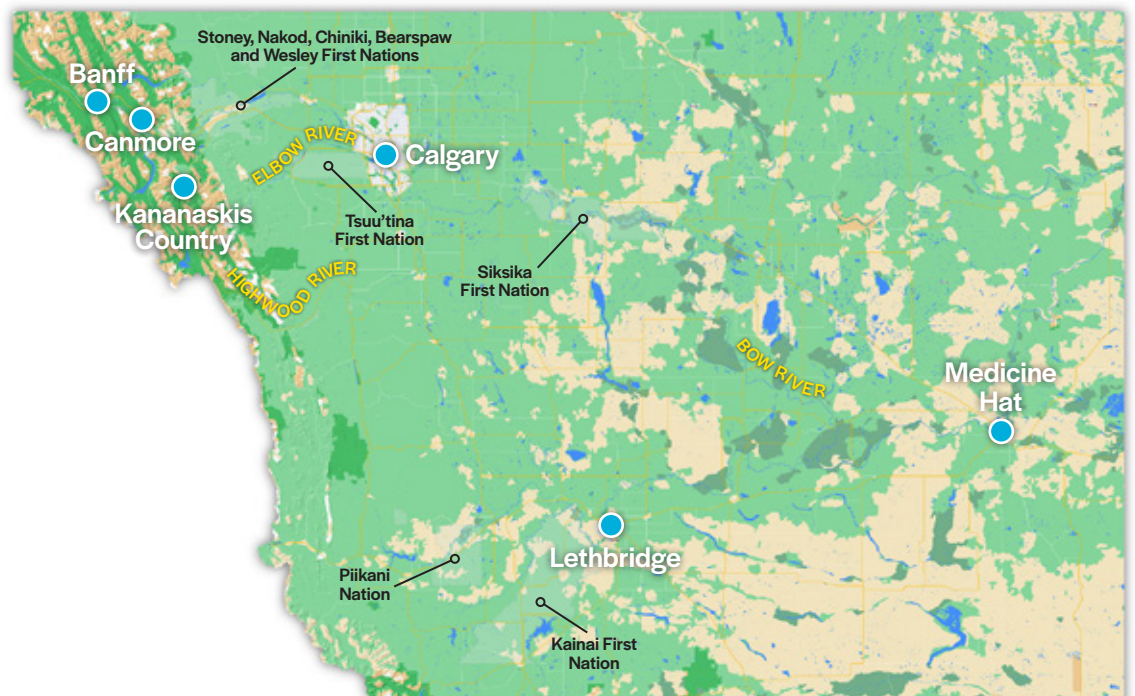 Stoney, Nakod, Chiniki, Bearspaw
and Wesley First Nations
Banff
Canmore
ELBOW RIVER
Calgary
Kananaskis
Country
Tsuu’tina
First Nation
HIGHWOOD RIVER
Siksika
First Nation
BOW RIVER
Medicine
Hat
Lethbridge
Piikani
Nation
Kainai First
Nation